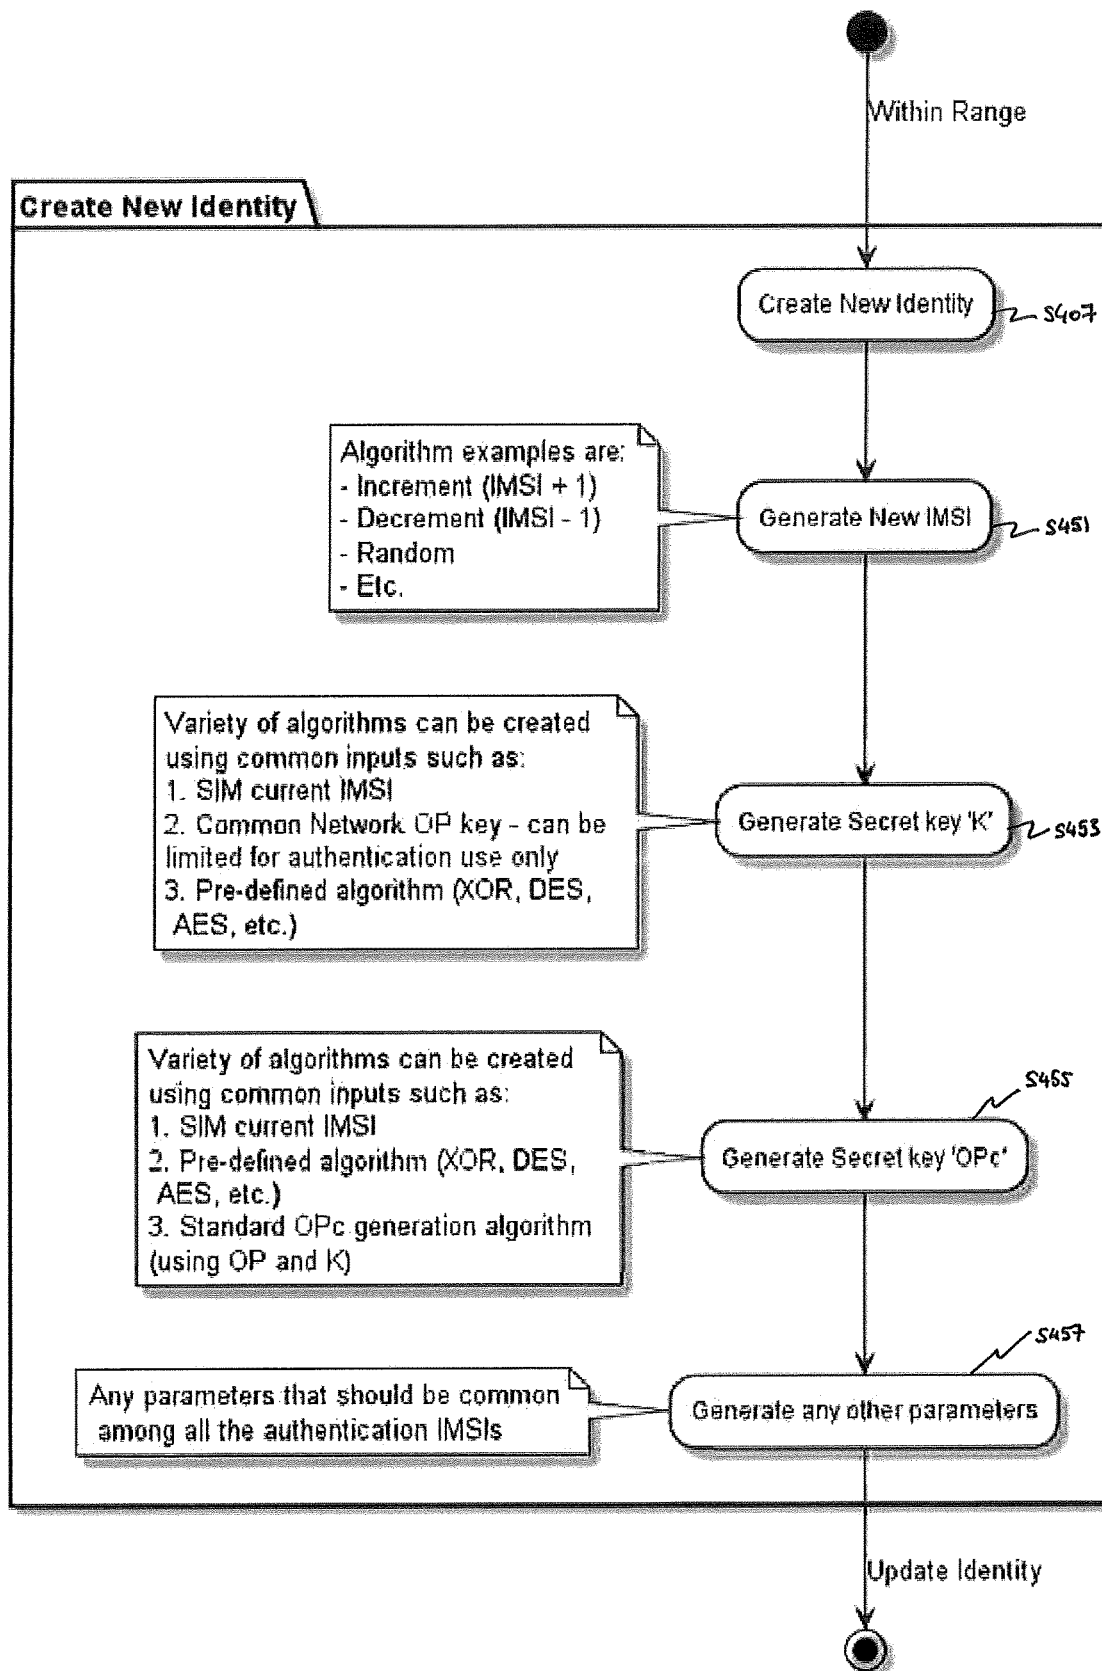 Within Range
Create New Identity
Create New Identity
S407
Algorithm examples are:
- Increment (IMSI + 1)
- Decrement (IMSI - 1)
- Random
- Etc.
Generate New IMSI
S451
Variety of algorithms can be created
using common inputs such as:
1. SIM current IMSI
2. Common Network OP key - can be
limited for authentication use only
3. Pre-defined algorithm (XOR, DES,
AES, etc.)
Generate Secret key 'K'
S453
Variety of algorithms can be created
using common inputs such as:
1. SIM current IMSI
2. Pre-defined algorithm (XOR, DES,
AES, etc.)
3. Standard OPc generation algorithm
(using OP and K)
S455
Generate Secret key 'OPc'
S457
Any parameters that should be common
among all the authentication IMSIs
Generate any other parameters
Update Identity